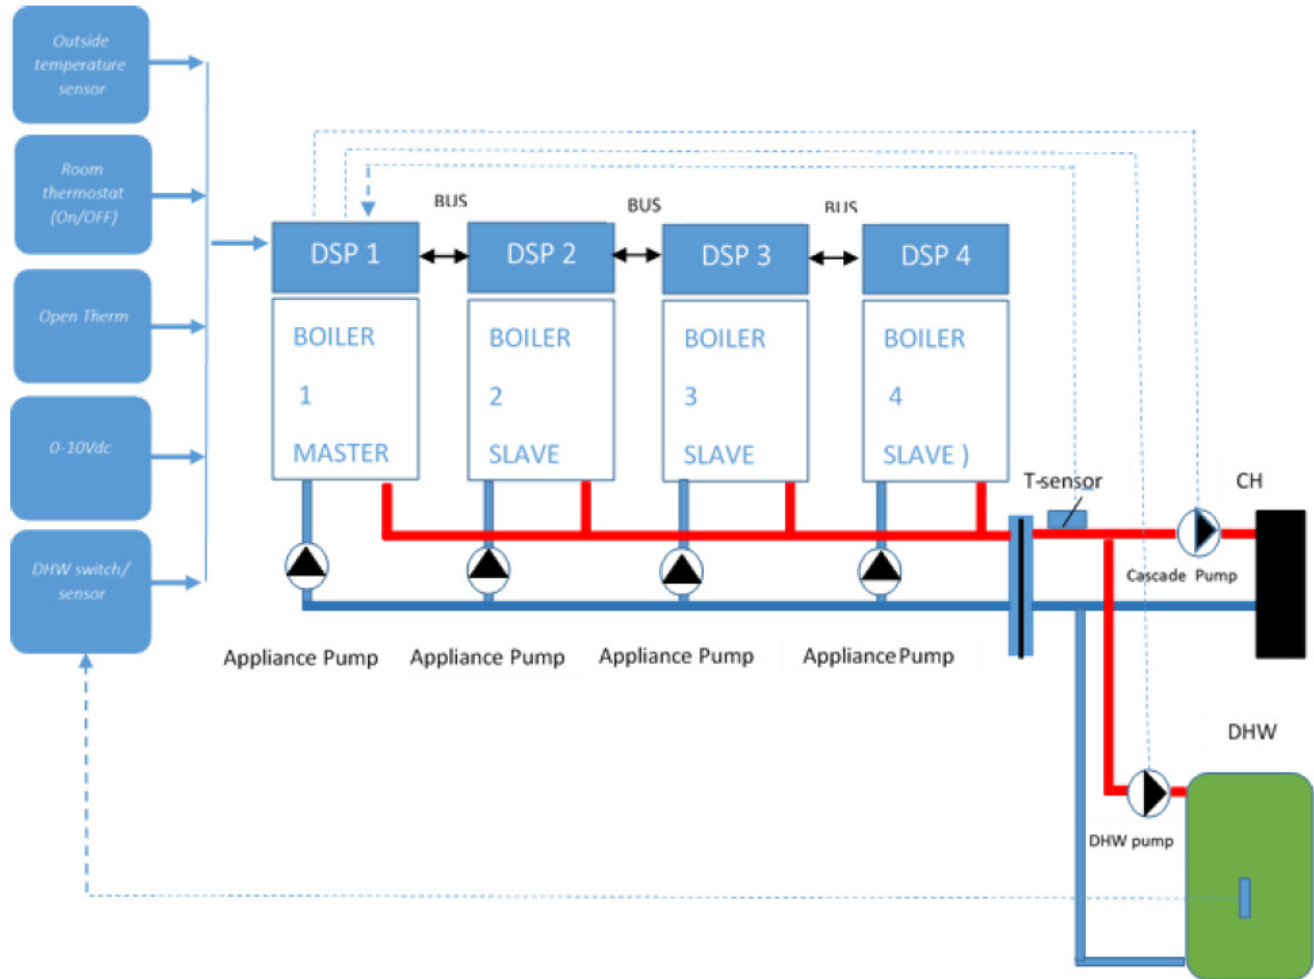 Outside
temperature
sensor
Room
thermostat
(On/OFF)
Open Therm
0-10Vdc
DHW switch/
sensor
BUS
BUS
BUS
DSP 1
DSP 2
DSP 3
DSP 4
BOILER
1
MASTER
BOILER
2
SLAVE
BOILER
3
SLAVE
BOILER
4
SLAVE )
T-sensor
CH
Cascade Pump
Appliance Pump
Appliance Pump
Appliance Pump
Appliance Pump
DHW
DHW pump